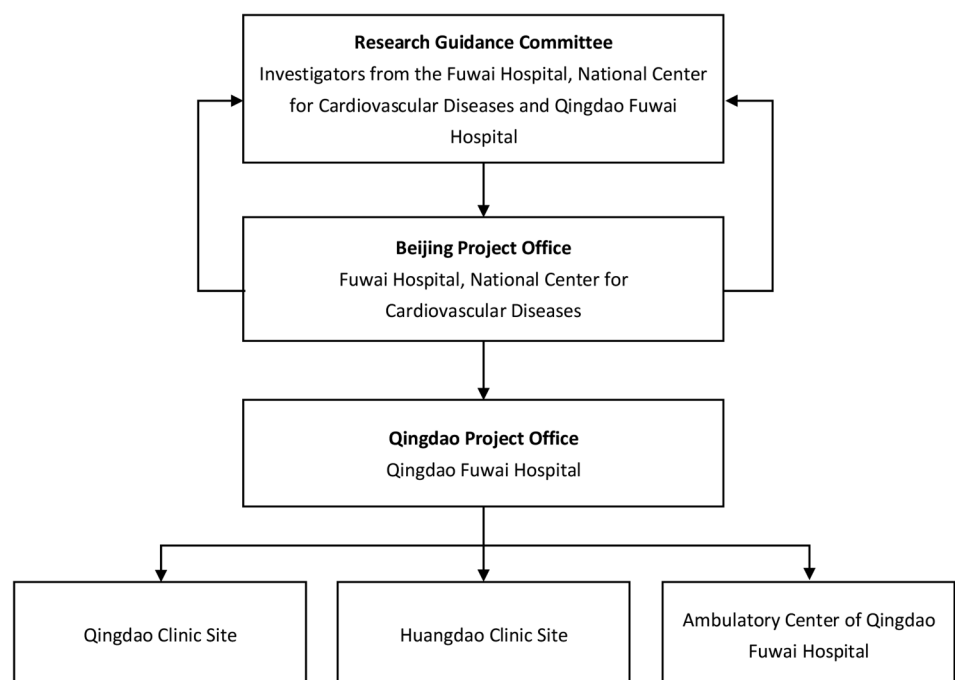 Research Guidance Committee
Investigators from the Fuwai Hospital, National Center
for Cardiovascular Diseases and Qingdao Fuwai
Hospital
Beijing Project Office
Fuwai Hospital, National Center for
Cardiovascular Diseases
Qingdao Project Office
Qingdao Fuwai Hospital
Qingdao Clinic Site
Huangdao Clinic Site
Ambulatory Center of Qingdao
Fuwai Hospital